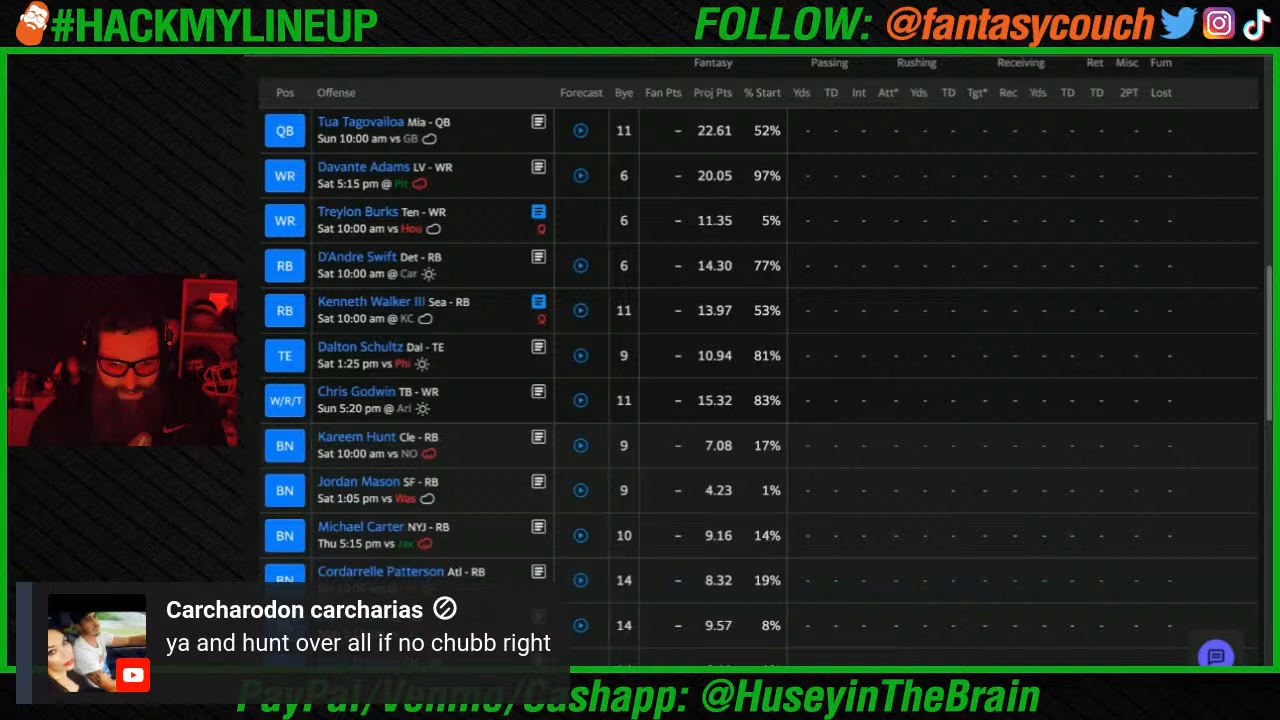 #HACKMYLINEUP
FOLLOW: @fantasycouch
Fantasy Passing Rushing Receiving Ret Misc Fum
Pos Offense Forecast Bye Fan Pts Proj Pts % Start Yds TD Int Att* Yds TD Tgt* Rec Yds TD TD 2PT Lost
QB Tua Tagovailoa Mia - QB 11 – 22.61 52% - - - - - - - - - - - - -
Sun 10:00 am vs GB
WR Davante Adams LV - WR 6 – 20.05 97% - - - - - - - - - - - - -
Sat 5:15 pm @ Pit
WR Treylon Burks Ten - WR 6 – 11.35 5% - - - - - - - - - - - - -
Sat 10:00 am vs Hou Q
RB D'Andre Swift Det - RB 6 – 14.30 77% - - - - - - - - - - - - -
Sat 10:00 am @ Car
RB Kenneth Walker III Sea - RB 11 – 13.97 53% - - - - - - - - - - - - -
Sat 10:00 am @ KC Q
TE Dalton Schultz Dal - TE 9 – 10.94 81% - - - - - - - - - - - - -
Sat 1:25 pm vs Phi
W/R/T Chris Godwin TB - WR 11 – 15.32 83% - - - - - - - - - - - - -
Sun 5:20 pm @ Ari
BN Kareem Hunt Cle - RB 9 – 7.08 17% - - - - - - - - - - - - -
Sat 10:00 am vs NO
BN Jordan Mason SF - RB 9 – 4.23 1% - - - - - - - - - - - - -
Sat 1:05 pm vs Was
BN Michael Carter NYJ - RB 10 – 9.16 14% - - - - - - - - - - - - -
Thu 5:15 pm vs Jax
BN Cordarrelle Patterson Atl - RB 14 – 8.32 19% - - - - - - - - - - - - -
14 – 9.57 8% - - - - - - - - - - - - -
Carcharodon carcharias
ya and hunt over all if no chubb right
PayPal/Venmo/Cashapp: @HuseyinTheBrain